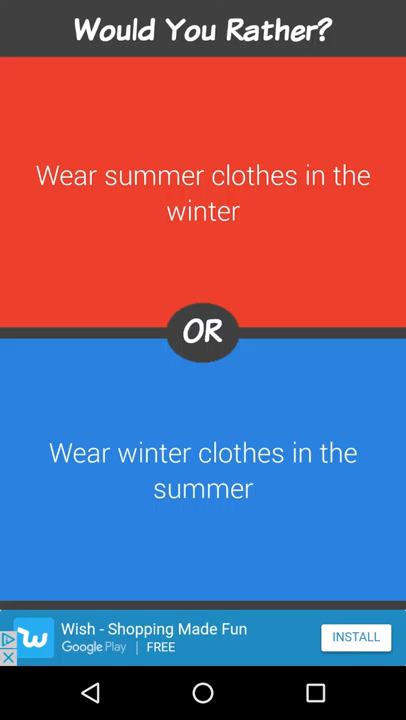 Would You Rather?
Wear summer clothes in the
winter
OR
Wear winter clothes in the
summer
Wish - Shopping Made Fun
Google Play | FREE
INSTALL